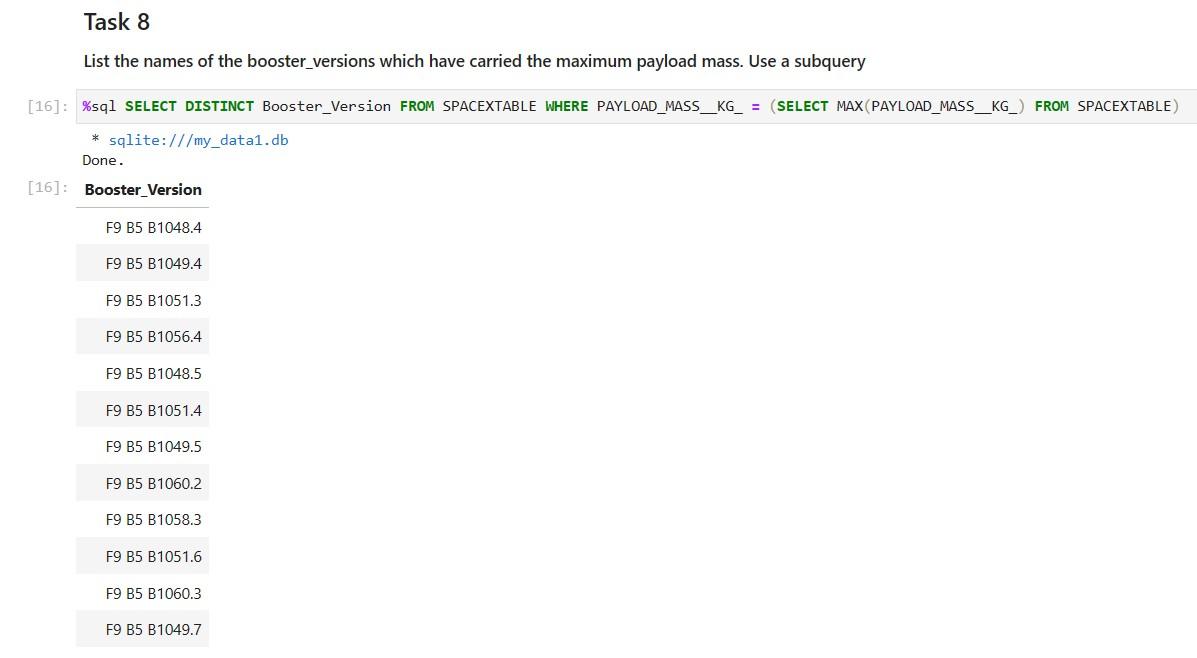 Task 8
List the names of the booster_versions which have carried the maximum payload mass. Use a subquery
[16]: %sql SELECT DISTINCT Booster_Version FROM SPACEXTABLE WHERE PAYLOAD_MASS__KG_ = (SELECT MAX(PAYLOAD_MASS__KG_) FROM SPACEXTABLE)
* sqlite:///my_data1.db
Done.
[16]: Booster_Version
F9 B5 B1048.4
F9 B5 B1049.4
F9 B5 B1051.3
F9 B5 B1056.4
F9 B5 B1048.5
F9 B5 B1051.4
F9 B5 B1049.5
F9 B5 B1060.2
F9 B5 B1058.3
F9 B5 B1051.6
F9 B5 B1060.3
F9 B5 B1049.7